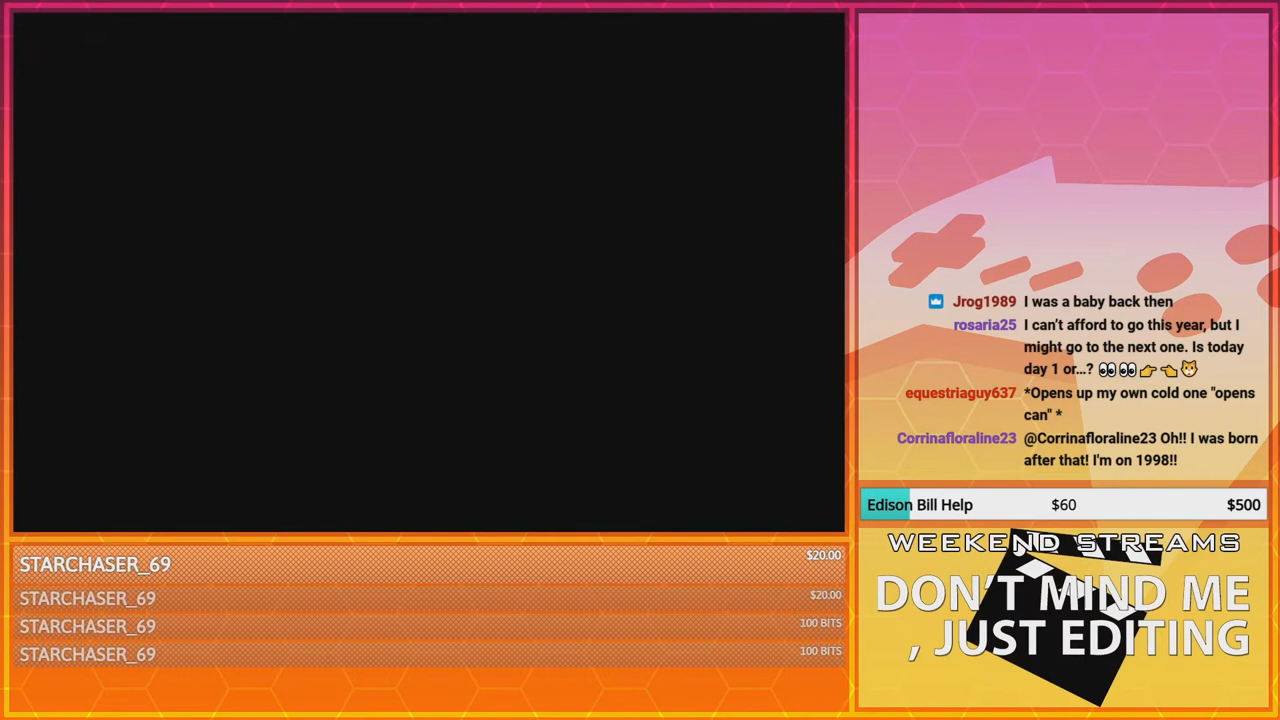 Jrog1989 I was a baby back then
rosaria25 I can’t afford to go this year, but I
might go to the next one. Is today
day 1 or...? 👀👀👉👈🐱
equestriaguy637 *Opens up my own cold one "opens
can" *
Corrinafloraline23 @Corrinafloraline23 Oh!! I was born
after that! I'm on 1998!!
Edison Bill Help $60 $500
WEEKEND STREAMS
DON'T MIND ME
, JUST EDITING
STARCHASER_69 $20.00
STARCHASER_69 $20.00
STARCHASER_69 100 BITS
STARCHASER_69 100 BITS